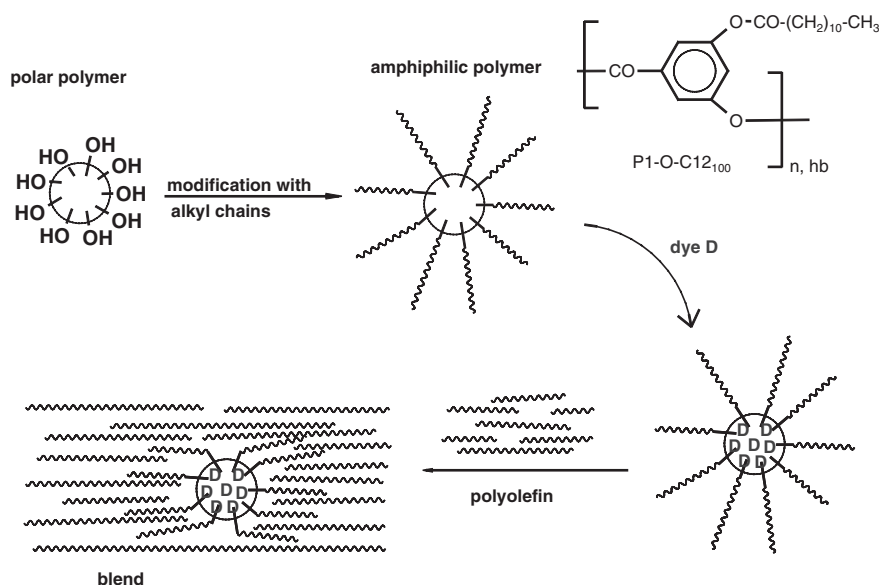 polar polymer
OH
HO
OH
HO
OH
HO
OH
HO
OH
modification with
alkyl chains
amphiphilic polymer
O-CO-(CH2)10-CH3
CO
O
P1-O-C12100
n, hb
dye D
D D
D D D
D D
polyolefin
D D
D D D
D D
blend